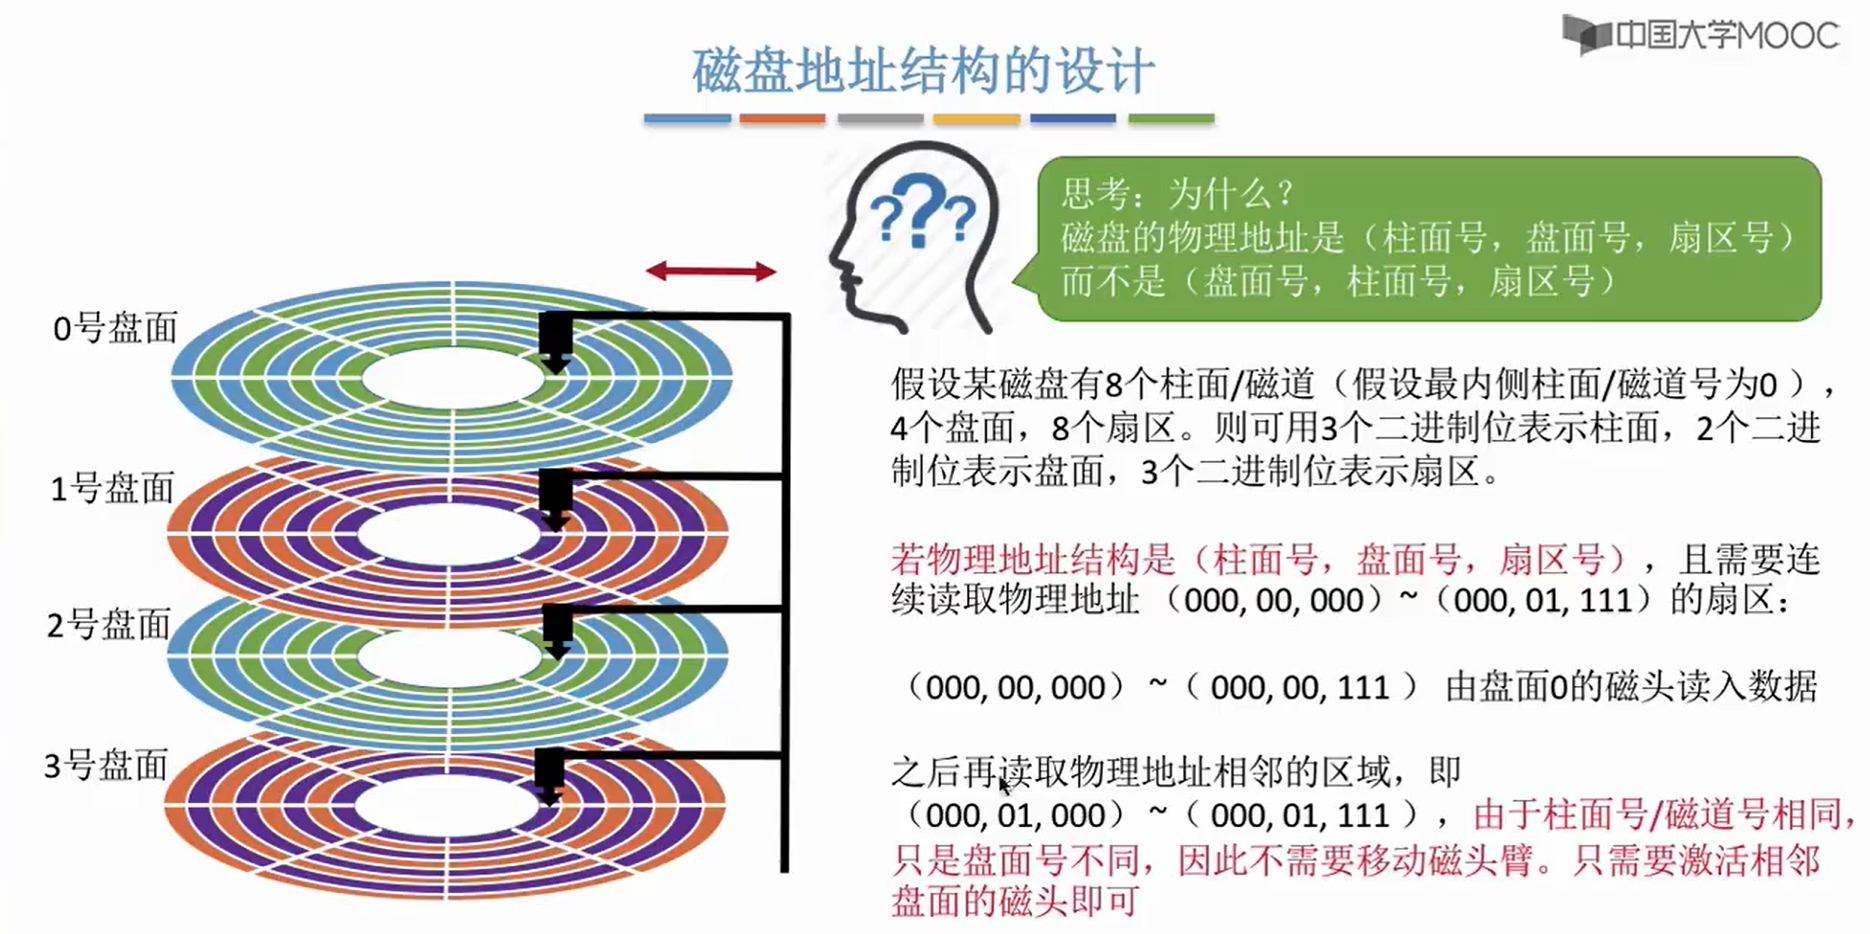 中国大学MOOC
磁盘地址结构的设计
???
思考：为什么？
磁盘的物理地址是（柱面号，盘面号，扇区号）
而不是（盘面号，柱面号，扇区号）
0号盘面
1号盘面
2号盘面
3号盘面
假设某磁盘有8个柱面/磁道（假设最内侧柱面/磁道号为0 ），
4个盘面，8个扇区。则可用3个二进制位表示柱面，2个二进
制位表示盘面，3个二进制位表示扇区。
若物理地址结构是（柱面号，盘面号，扇区号），且需要连
续读取物理地址 （000, 00, 000）~（000, 01, 111）的扇区：
（000, 00, 000） ~（ 000, 00, 111 ） 由盘面0的磁头读入数据
之后再读取物理地址相邻的区域，即
（000, 01, 000） ~（ 000, 01, 111 ），由于柱面号/磁道号相同，
只是盘面号不同，因此不需要移动磁头臂。只需要激活相邻
盘面的磁头即可